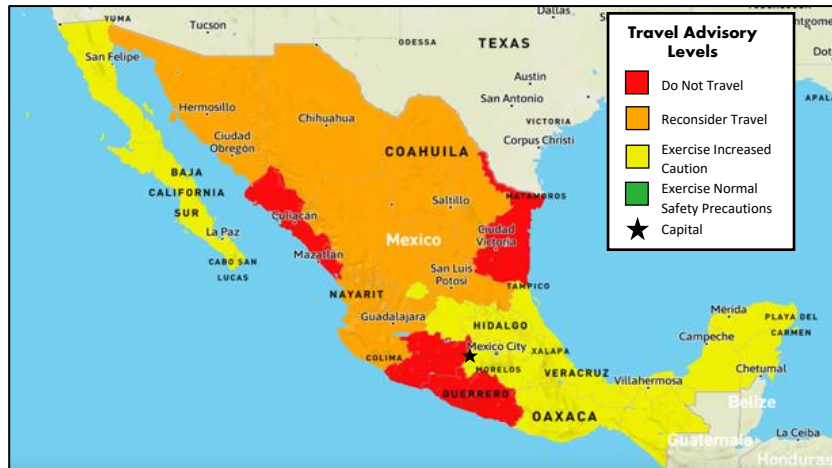 YUMA
Tucson
Dallas
ODESSA
TEXAS
Austin
San Antonio
VICTORIA
Corpus Christi
Travel Advisory
Levels
Do Not Travel
Reconsider Travel
Exercise Increased
Caution
Exercise Normal
Safety Precautions
Capital
San Felipe
Hermosillo
Ciudad
Obregón
Chihuahua
COAHUILA
BAJA
CALIFORNIA
SUR
La Paz
CABO SAN
LUCAS
Culiacán
Mazatlán
Saltillo
MATAMOROS
Ciudad
Victoria
Mexico
San Luis
Potosí
TAMPICO
NAYARIT
Guadalajara
HIDALGO
COLIMA
Mexico City
XALAPA
MORELOS
VERACRUZ
GUERRERO
OAXACA
Villahermosa
Mérida
PLAYA DEL
CARMEN
Campeche
Chetumal
Belize
Guatemala
La Ceiba
Honduras